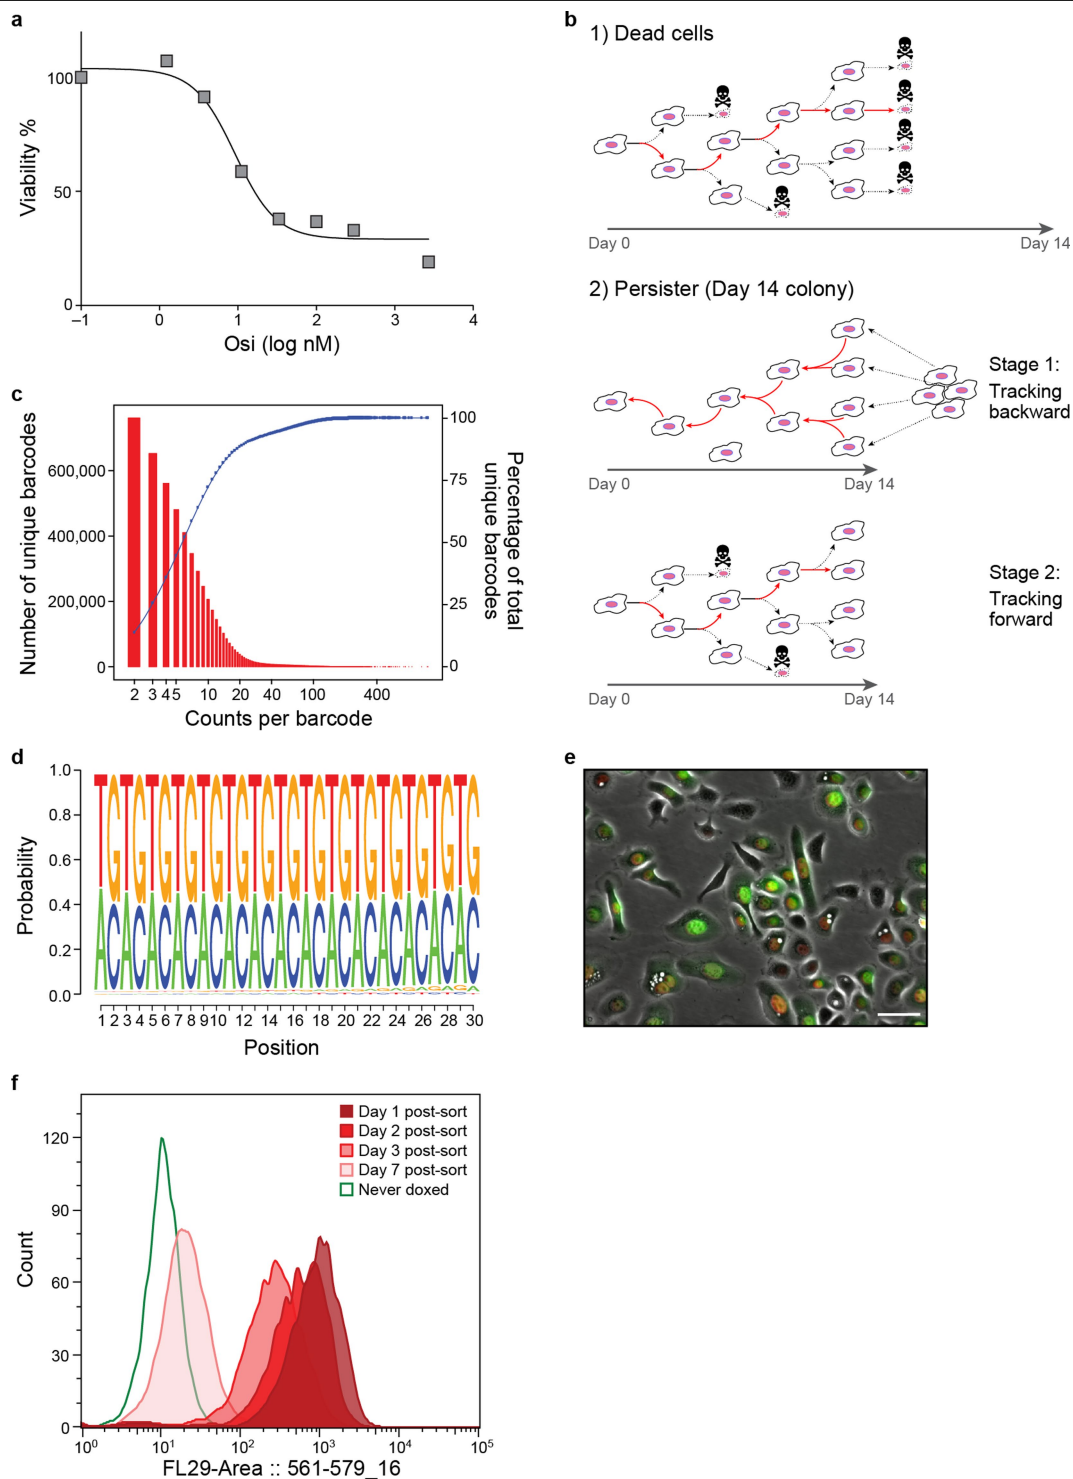 a
Viability %
100
50
0
–1
0
1
2
3
4
Osi (log nM)
b
1) Dead cells
Day 0
Day 14
2) Persister (Day 14 colony)
Stage 1:
Tracking
backward
Day 0
Day 14
Stage 2:
Tracking
forward
Day 0
Day 14
c
Number of unique barcodes
600,000
400,000
200,000
0
100
75
50
25
0
Percentage of total
unique barcodes
2 3 4 5 10 20 40 100 400
Counts per barcode
d
Probability
1.0
0.8
0.6
0.4
0.2
0.0
TGTGTGTGTGTGTGTGTGTGTGTGTGTGTG
ACACACACACACACACACACACACACACAC
1 2 3 4 5 6 7 8 9 10 12 14 16 18 20 22 24 26 28 30
Position
e
f
Count
120
90
60
30
0
Day 1 post-sort
Day 2 post-sort
Day 3 post-sort
Day 7 post-sort
Never doxed
10⁰ 10¹ 10² 10³ 10⁴ 10⁵
FL29-Area :: 561-579_16